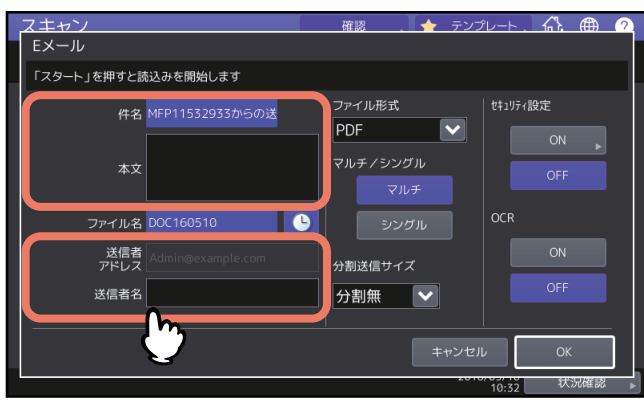 スキャン 確認 テンプレート ?
Eメール
「スタート」を押すと読込みを開始します
件名 MFP11532933からの送
本文
ファイル名 DOC160510
送信者
アドレス Admin@example.com
送信者名
ファイル形式
PDF
マルチ／シングル
マルチ
シングル
分割送信サイズ
分割無
セキュリティ設定
ON
OFF
OCR
ON
OFF
キャンセル OK
10:32 状況確認